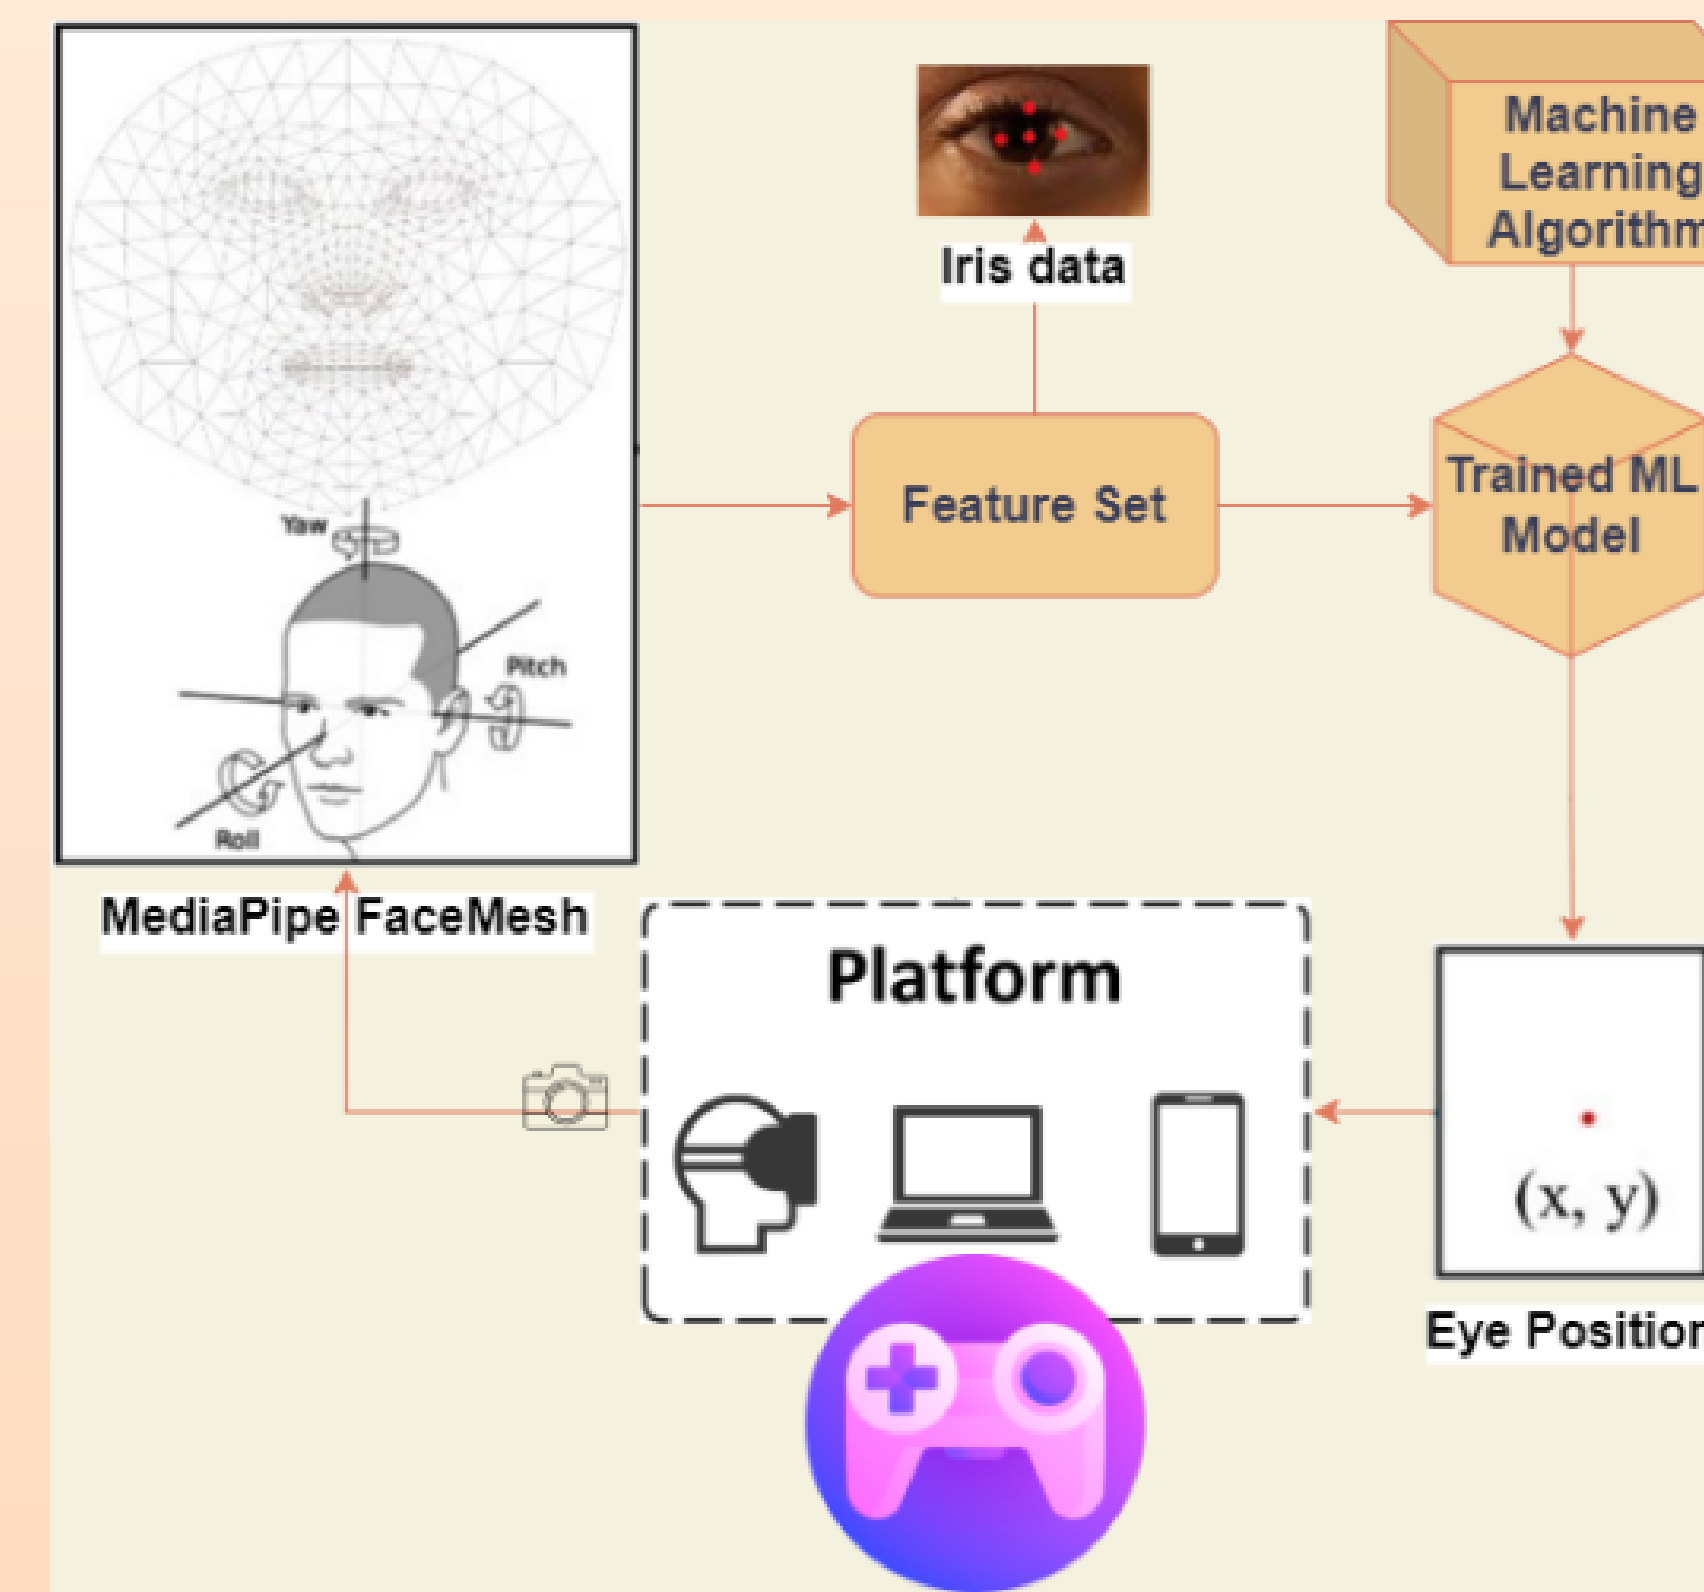 Machine
Learning
Algorithm
Iris data
Trained ML
Model
Feature Set
Yaw
Pitch
Roll
MediaPipe FaceMesh
Platform
(x, y)
Eye Position